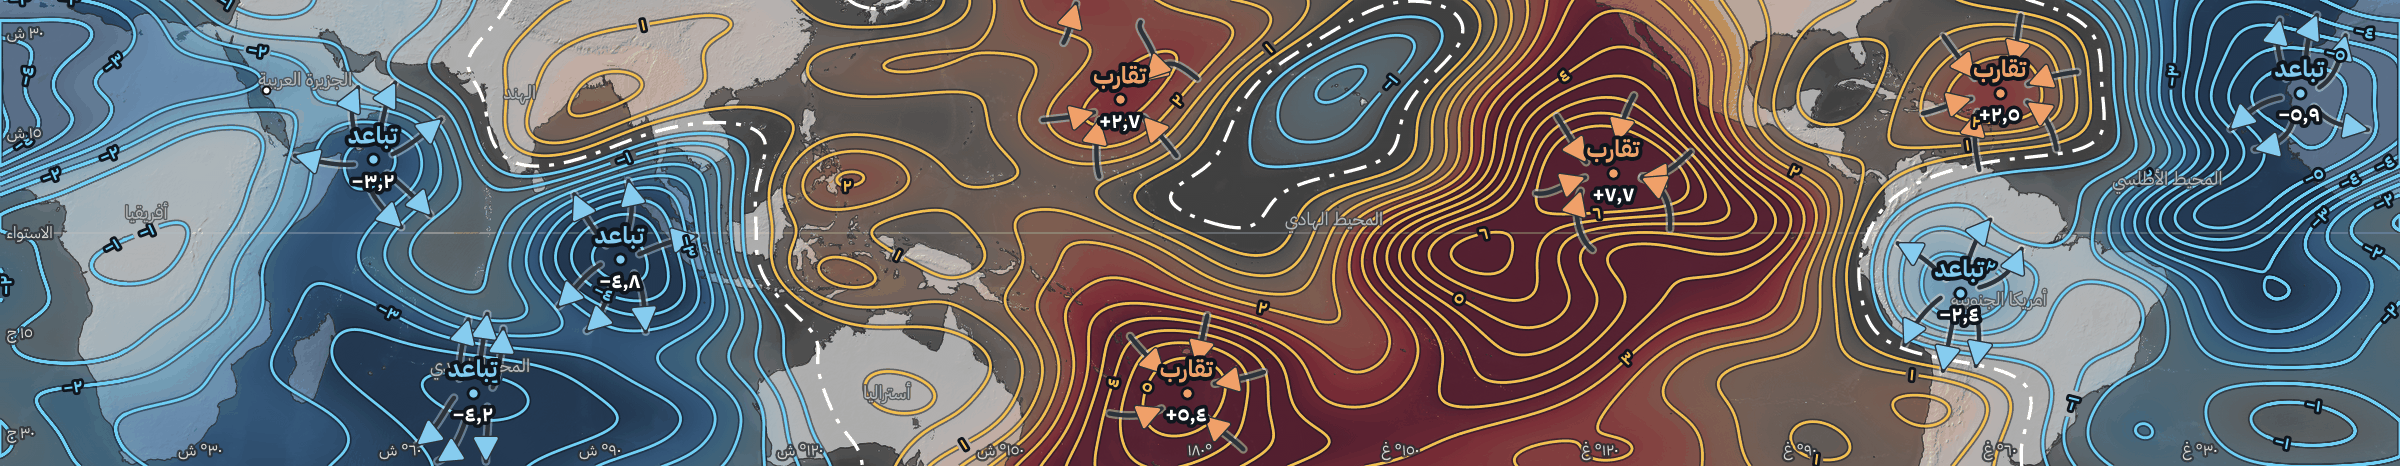 ٣٠ ش
١٥ ش
الاستواء
١٥ ج
٣٠ ج
الجزيرة العربية
الهند
أفريقيا
المحيط الهادي
المحيط الأطلسي
أمريكا الجنوبية
أستراليا
تباعد
−٣,٢
تباعد
−٤,٨
تباعد
−٤,٢
تقارب
+٢,٧
تقارب
+٥,٤
تقارب
+٧,٧
تقارب
+٢,٥
تباعد
−٢,٤
تباعد
−٥,٩
٣٠° ش
٦٠° ش
٩٠° ش
١٢٠° ش
١٥٠° ش
١٨٠°
١٥٠° غ
١٢٠° غ
٩٠° غ
٦٠° غ
٣٠° غ